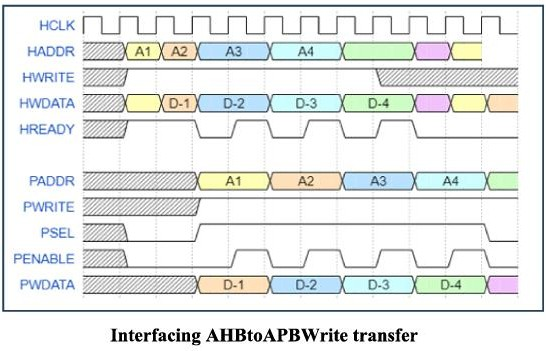 HCLK
HADDR A1 A2 A3 A4
HWRITE
HWDATA D-1 D-2 D-3 D-4
HREADY
PADDR A1 A2 A3 A4
PWRITE
PSEL
PENABLE
PWDATA D-1 D-2 D-3 D-4
Interfacing AHBtoAPBWrite transfer